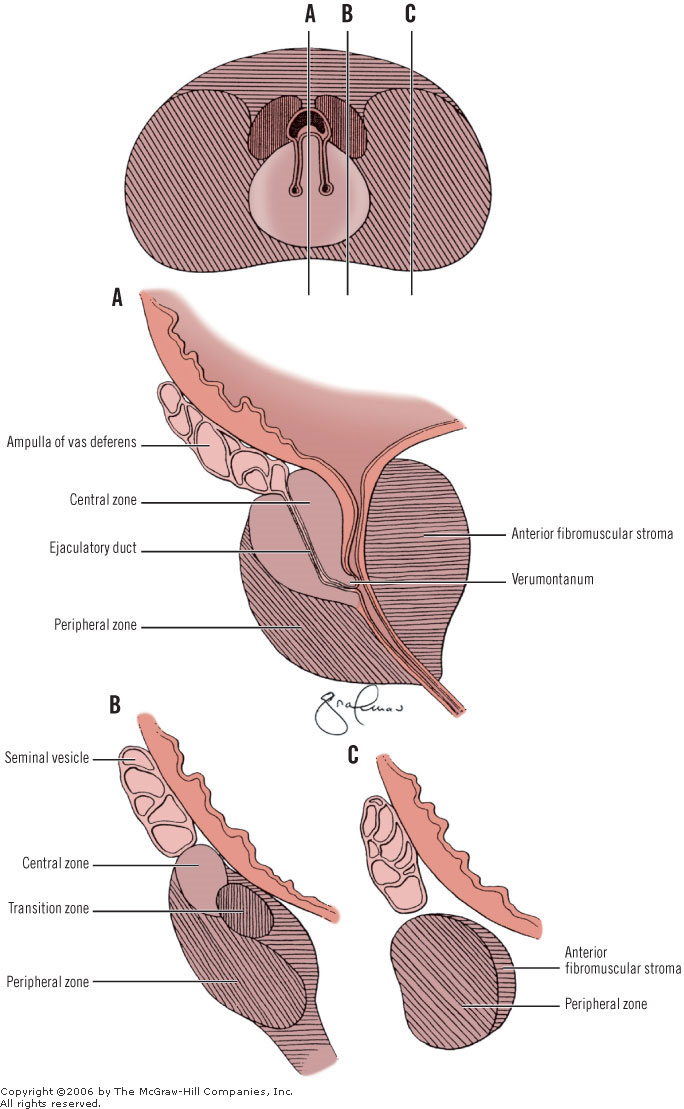 A B C
A
Ampulla of vas deferens
Central zone
Anterior fibromuscular stroma
Ejaculatory duct
Verumontanum
Peripheral zone
B
C
Seminal vesicle
Central zone
Transition zone
Peripheral zone
Anterior
fibromuscular stroma
Peripheral zone
Copyright ©2006 by The McGraw-Hill Companies, Inc.
All rights reserved.